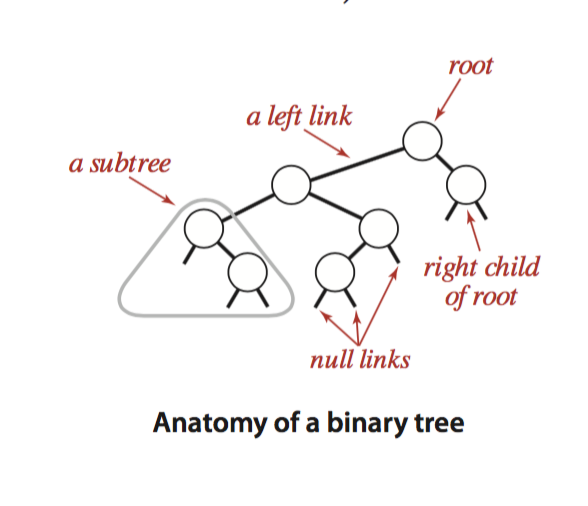 root
a left link
a subtree
right child
of root
null links
Anatomy of a binary tree